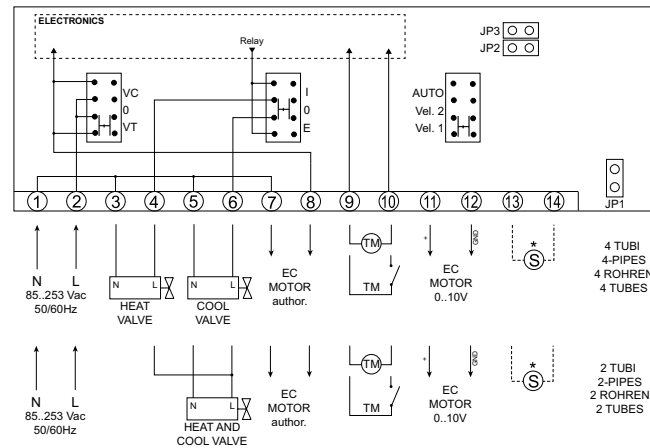 ELECTRONICS
Relay
JP3
JP2
VC
0
VT
I
0
E
AUTO
Vel. 2
Vel. 1
JP1
1 2 3 4 5 6 7 8 9 10 11 12 13 14
N L
85..253 Vac
50/60Hz
N L
HEAT
VALVE
N L
COOL
VALVE
EC
MOTOR
author.
TM
TM
+ GND
EC
MOTOR
0..10V
*
S
4 TUBI
4-PIPES
4 ROHREN
4 TUBES
N L
85..253 Vac
50/60Hz
N L
HEAT AND
COOL VALVE
EC
MOTOR
author.
TM
TM
+ GND
EC
MOTOR
0..10V
*
S
2 TUBI
2-PIPES
2 ROHREN
2 TUBES